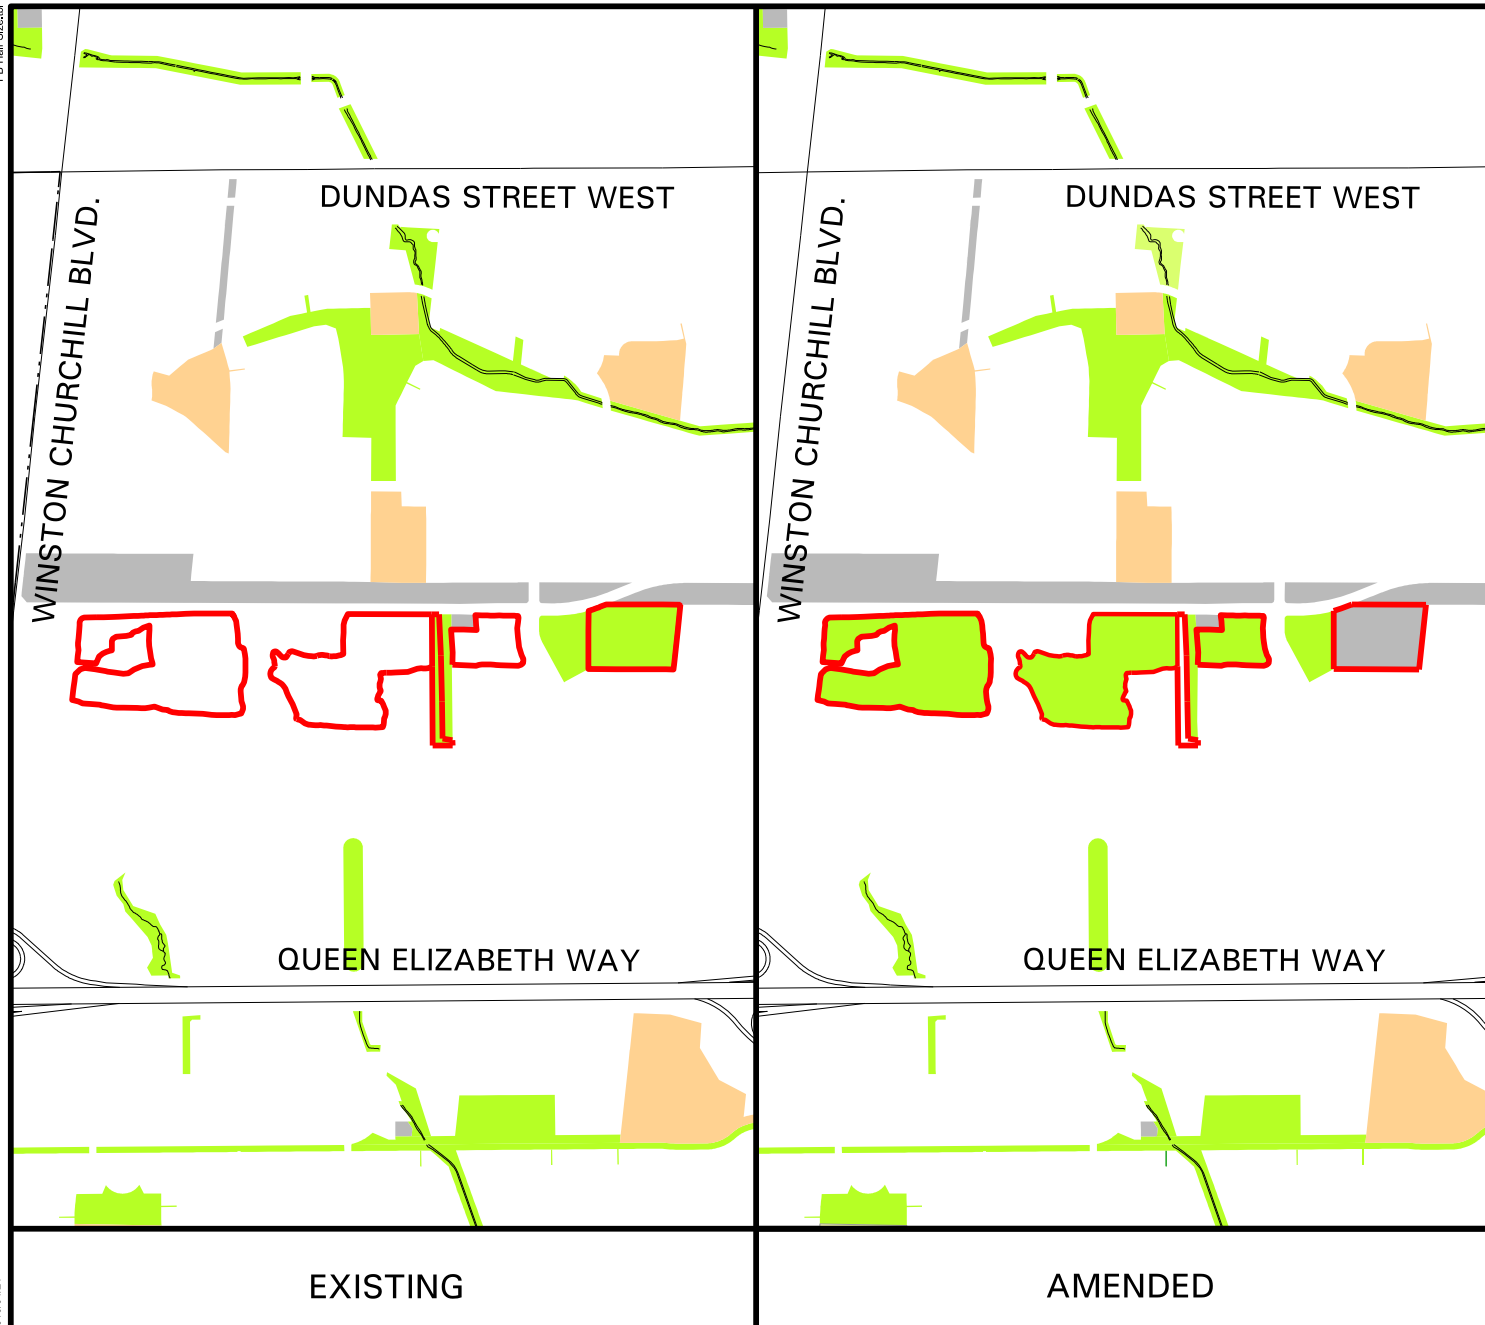 DUNDAS STREET WEST
WINSTON CHURCHILL BLVD.
QUEEN ELIZABETH WAY
EXISTING
DUNDAS STREET WEST
WINSTON CHURCHILL BLVD.
QUEEN ELIZABETH WAY
AMENDED